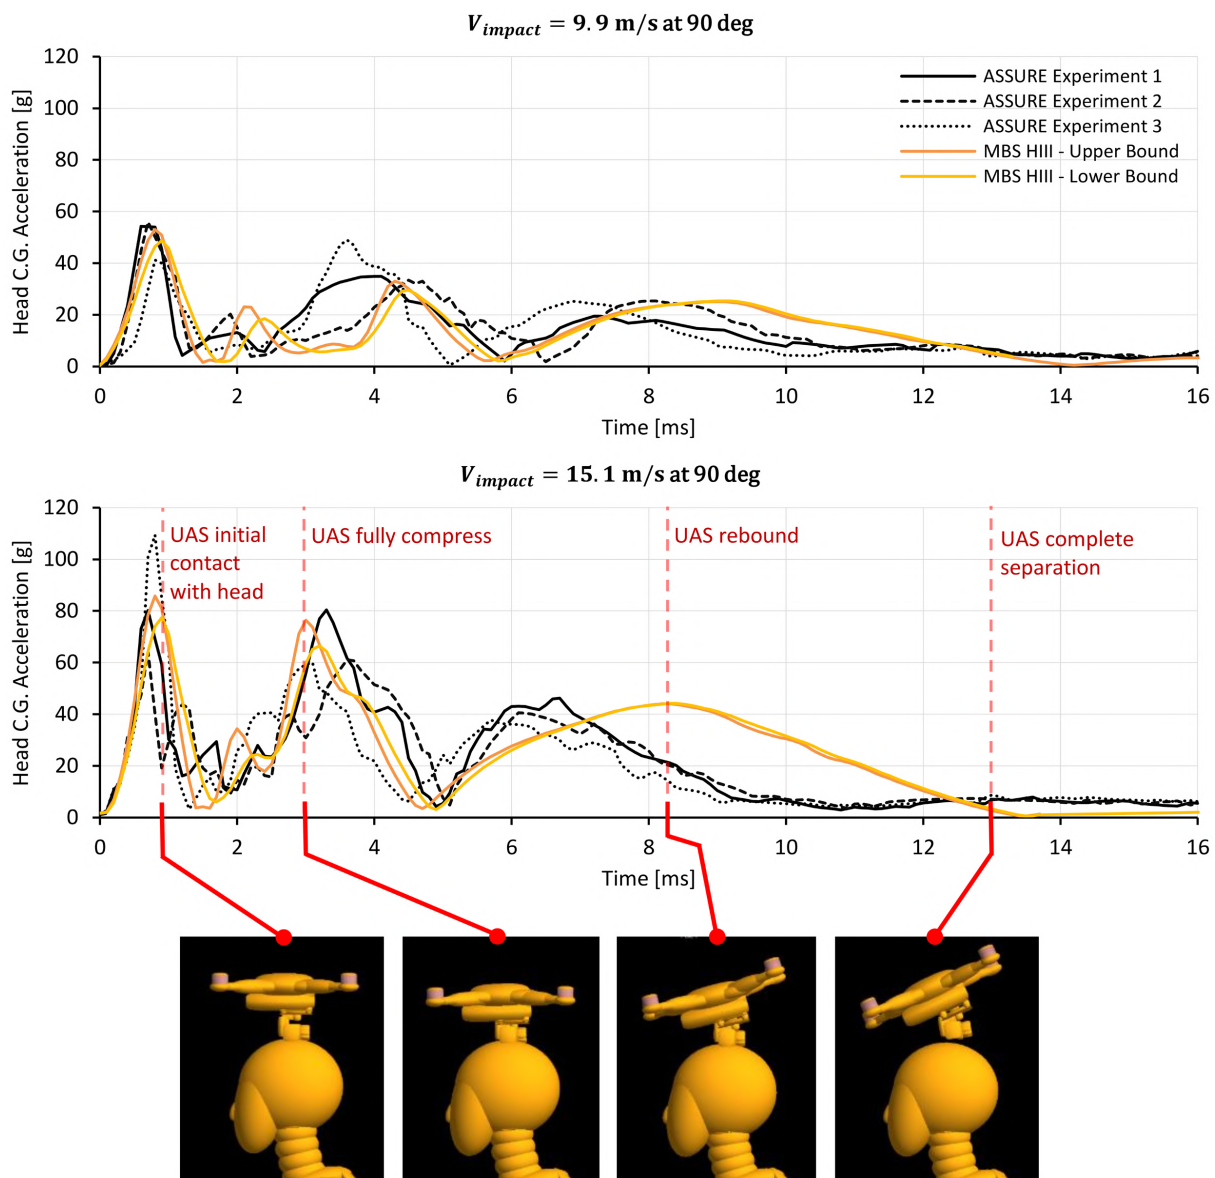 V_impact = 9.9 m/s at 90 deg
120
100
80
60
40
20
0
Head C.G. Acceleration [g]
ASSURE Experiment 1
ASSURE Experiment 2
ASSURE Experiment 3
MBS HIII - Upper Bound
MBS HIII - Lower Bound
0 2 4 6 8 10 12 14 16
Time [ms]
V_impact = 15.1 m/s at 90 deg
120
100
80
60
40
20
0
Head C.G. Acceleration [g]
UAS initial
contact
with head
UAS fully compress
UAS rebound
UAS complete
separation
0 2 4 6 8 10 12 14 16
Time [ms]